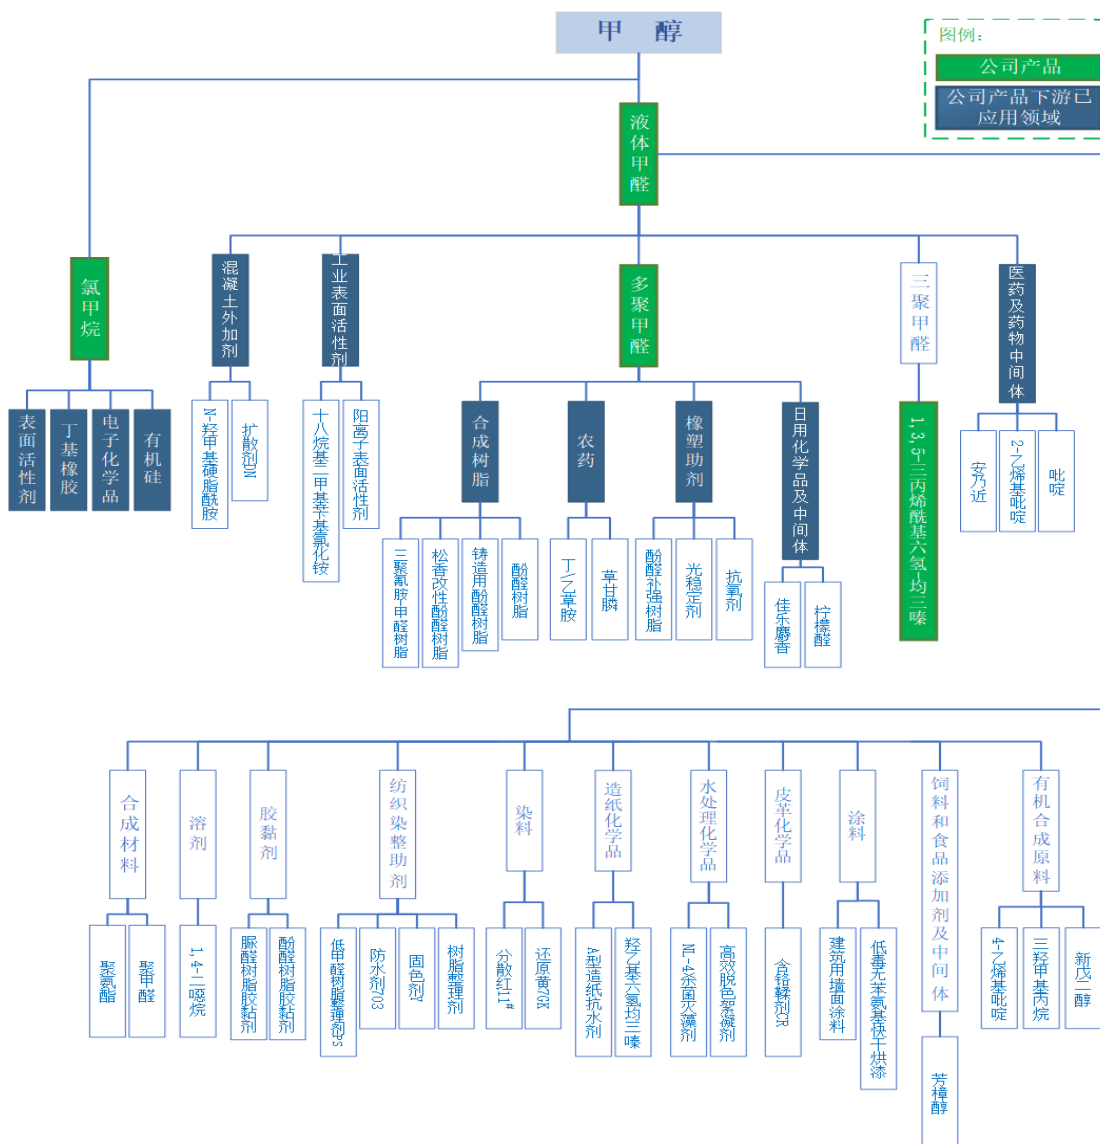 甲 醇
图例：
公司产品
公司产品下游已
应用领域
液体甲醛
氯甲烷
混凝土外加剂
工业表面活性剂
多聚甲醛
三聚甲醛
医药及药物中间体
表面活性剂
丁基橡胶
电子化学品
有机硅
N-羟甲基硬脂酰胺
扩散剂DN
十八烷基二甲基苄基氯化铵
阳离子表面活性剂
合成树脂
农药
橡塑助剂
日用化学品及中间体
1,3,5-三丙烯酰基六氢-均三嗪
安乃近
2-乙烯基吡啶
吡啶
三聚氰胺-甲醛树脂
松香改性酚醛树脂
铸造用酚醛树脂
酚醛树脂
丁/乙草胺
草甘膦
酚醛补强树脂
光稳定剂
抗氧剂
佳乐麝香
柠檬醛
合成材料
溶剂
胶黏剂
纺织染整助剂
染料
造纸化学品
水处理化学品
皮革化学品
涂料
饲料和食品添加剂及中间体
有机合成原料
聚氨酯
聚甲醛
1,4-二噁烷
脲醛树脂胶黏剂
酚醛树脂胶黏剂
低甲醛树脂整理剂PS
防水剂703
固色剂Y
树脂整理剂
分散红11#
还原黄7GK
A型造纸抗水剂
羟乙基六氢均三嗪
NL-4杀菌灭藻剂
高效脱色絮凝剂
含铬鞣剂CR
建筑用墙面涂料
低毒无苯氨基快干烘漆
芳樟醇
4-乙烯基吡啶
三羟甲基丙烷
新戊二醇